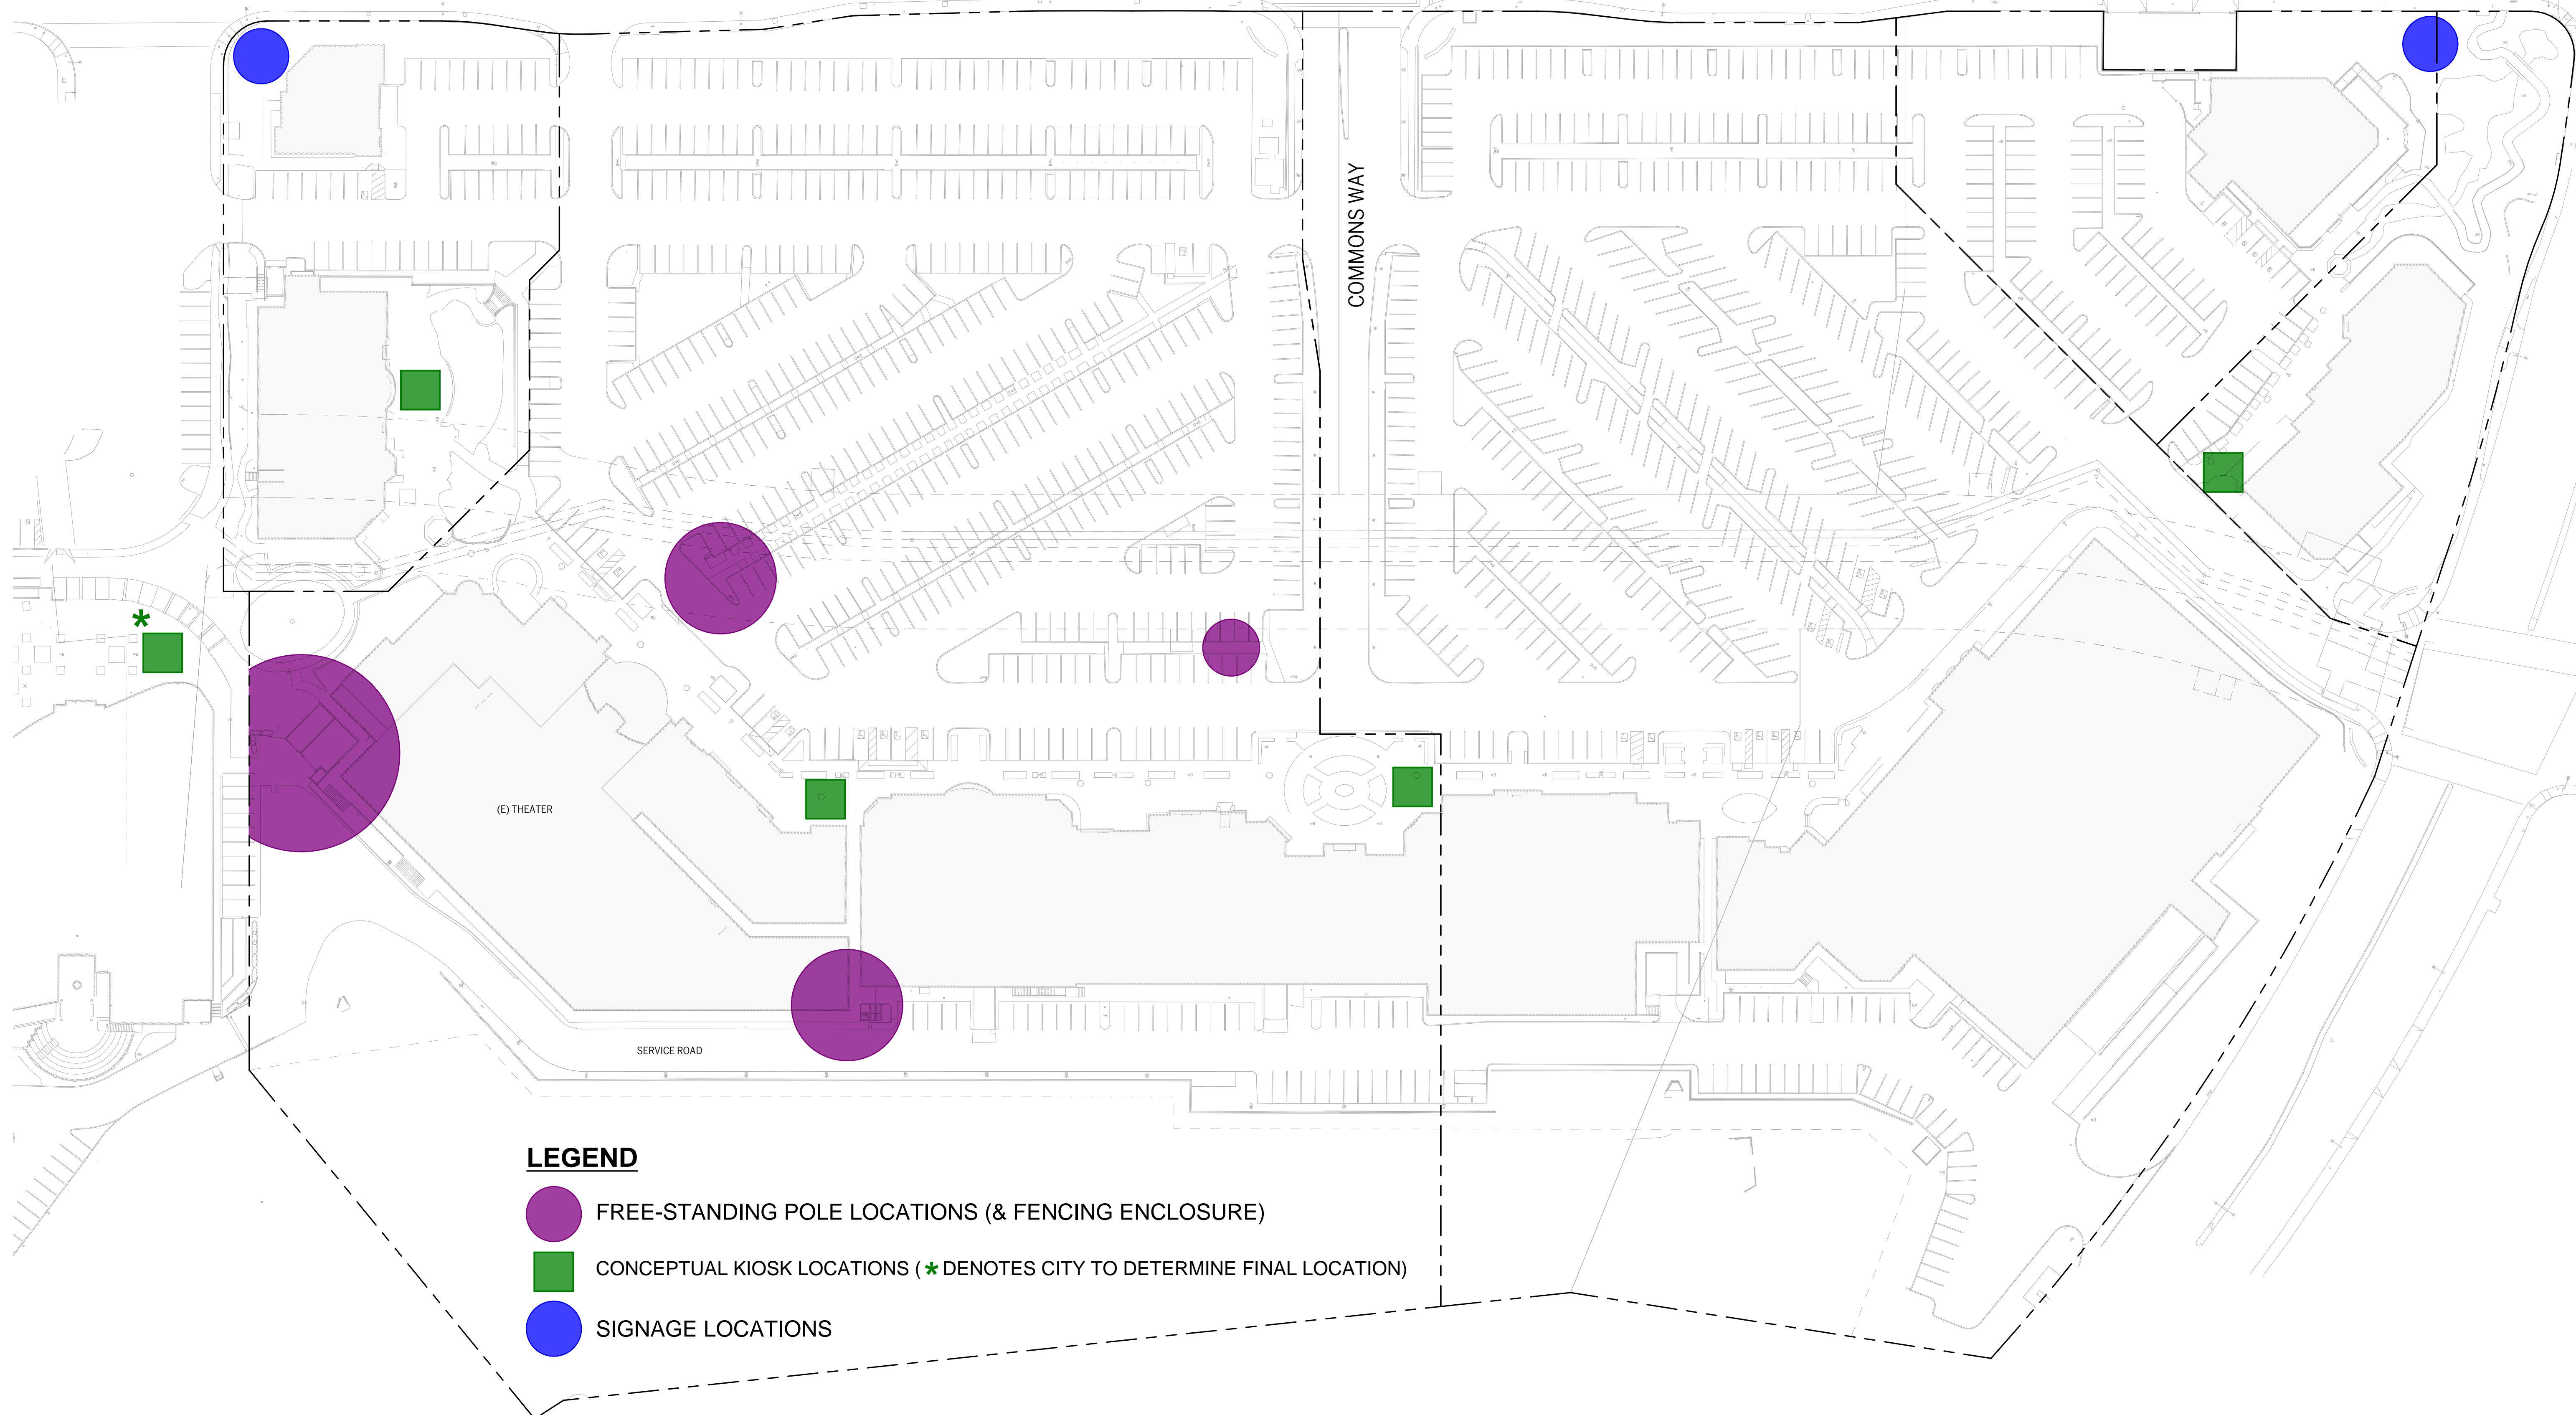 COMMONS WAY
(E) THEATER
SERVICE ROAD
LEGEND
FREE-STANDING POLE LOCATIONS (& FENCING ENCLOSURE)
CONCEPTUAL KIOSK LOCATIONS (* DENOTES CITY TO DETERMINE FINAL LOCATION)
SIGNAGE LOCATIONS